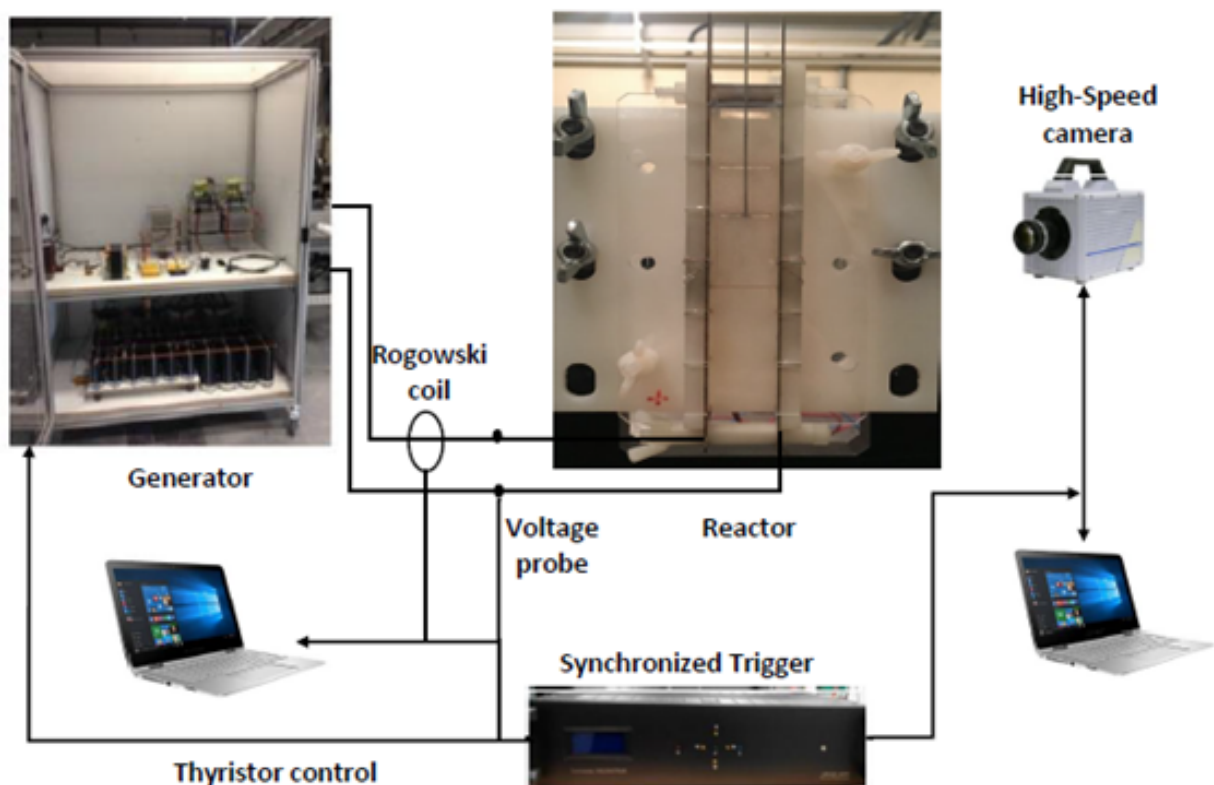 High-Speed
camera
Rogowski
coil
Generator
Voltage
probe
Reactor
Synchronized Trigger
Thyristor control